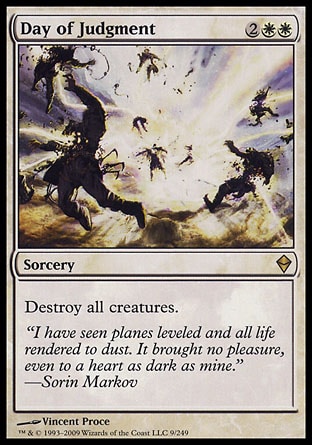 Day of Judgment 2
Sorcery
Destroy all creatures.
“I have seen planes leveled and all life
rendered to dust. It brought no pleasure,
even to a heart as dark as mine.”
—Sorin Markov
Vincent Proce
™ & © 1993–2009 Wizards of the Coast LLC 9/249